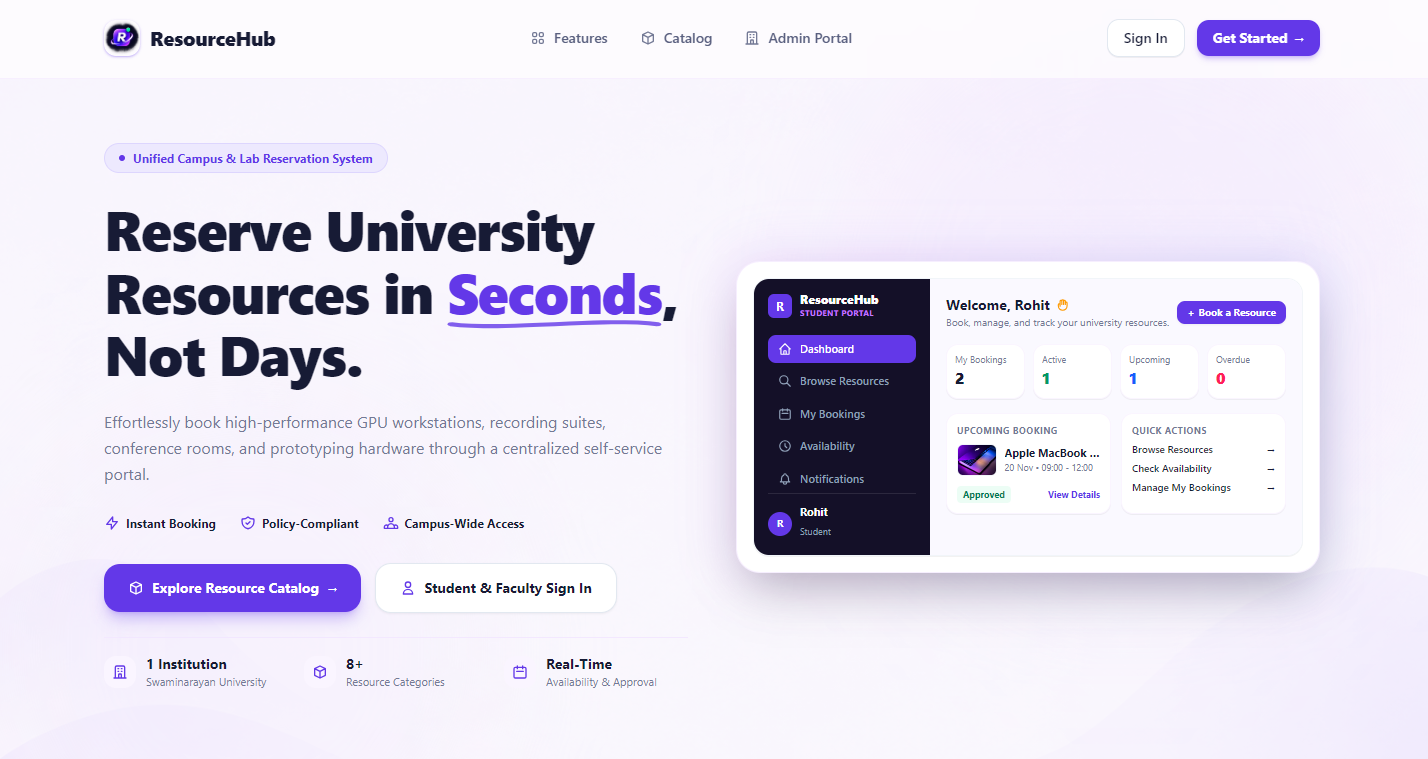 R
ResourceHub
Features
Catalog
Admin Portal
Sign In
Get Started →
Unified Campus & Lab Reservation System
Reserve University
Resources in Seconds,
Not Days.
Effortlessly book high-performance GPU workstations, recording suites,
conference rooms, and prototyping hardware through a centralized self-service
portal.
Instant Booking
Policy-Compliant
Campus-Wide Access
Explore Resource Catalog →
Student & Faculty Sign In
1 Institution
Swaminarayan University
8+
Resource Categories
Real-Time
Availability & Approval
R
ResourceHub
STUDENT PORTAL
Dashboard
Browse Resources
My Bookings
Availability
Notifications
R
Rohit
Student
Welcome, Rohit 👋
Book, manage, and track your university resources.
+ Book a Resource
My Bookings
2
Active
1
Upcoming
1
Overdue
0
UPCOMING BOOKING
Apple MacBook ...
20 Nov • 09:00 - 12:00
Approved
View Details
QUICK ACTIONS
Browse Resources →
Check Availability →
Manage My Bookings →